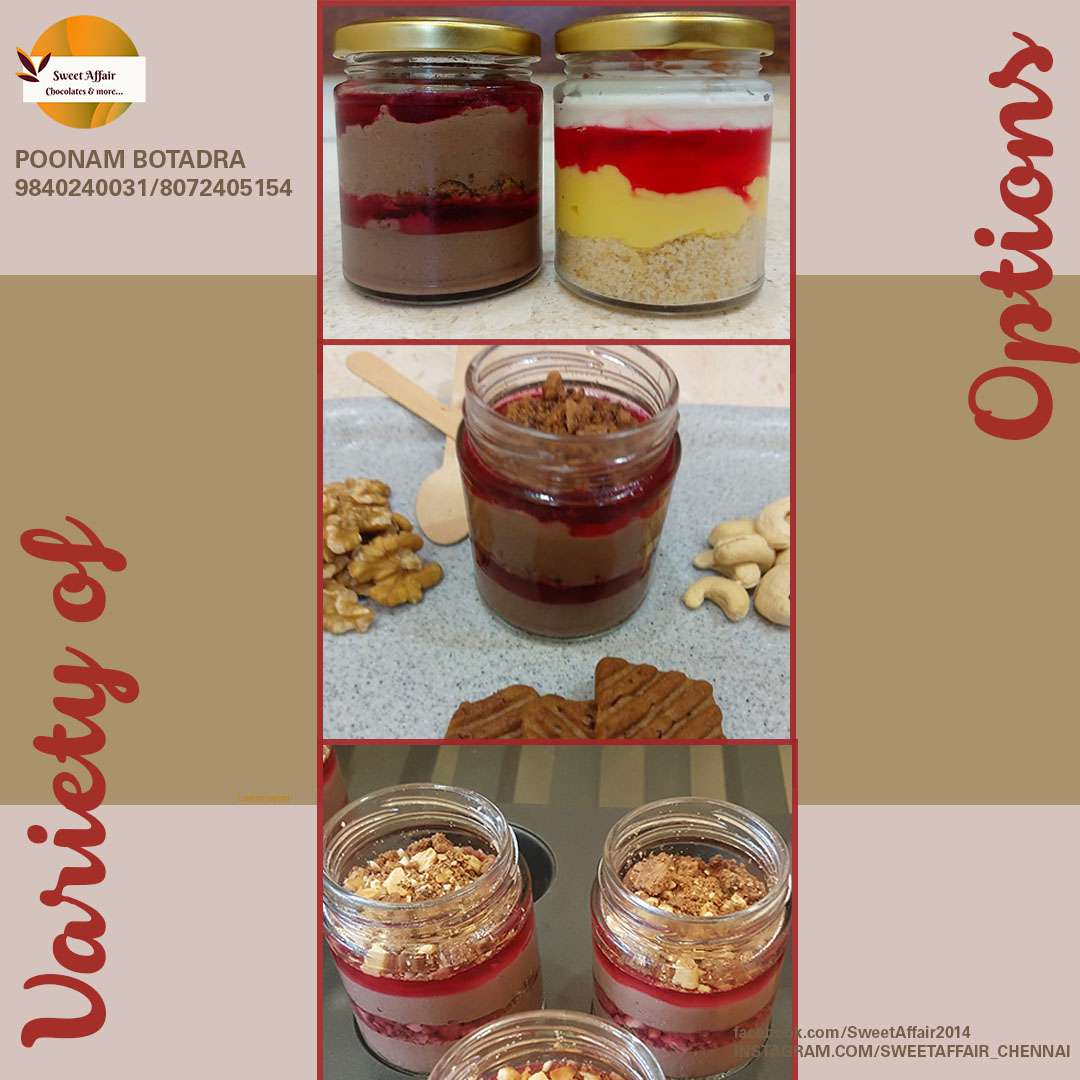 Sweet Affair
Chocolates & more...
POONAM BOTADRA
9840240031/8072405154
Variety of
Options
facebook.com/SweetAffair2014
INSTAGRAM.COM/SWEETAFFAIR_CHENNAI